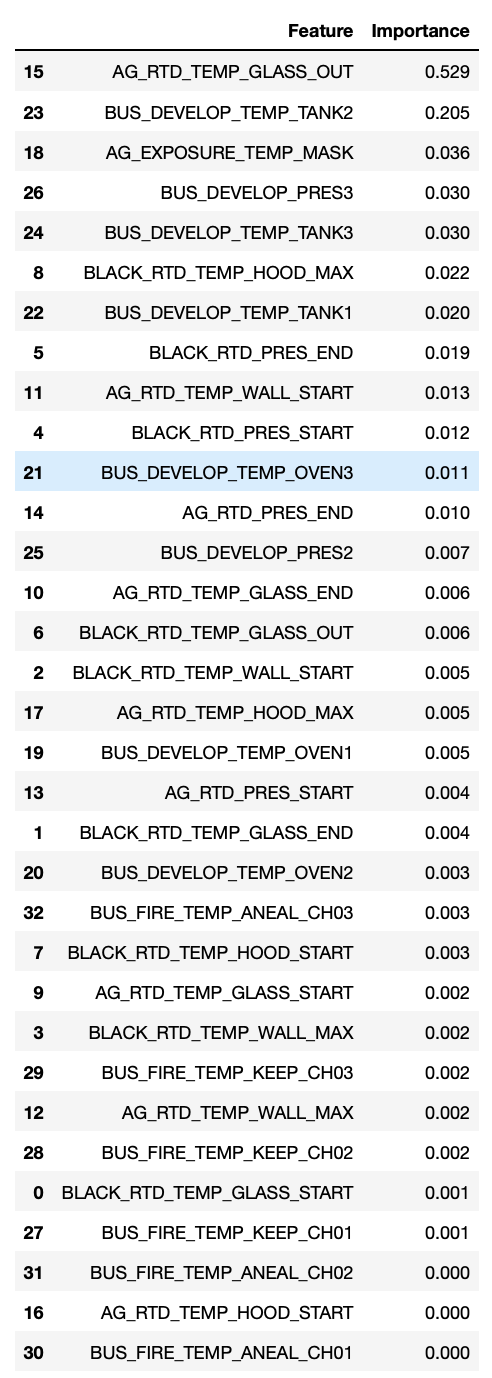 Feature Importance
15 AG_RTD_TEMP_GLASS_OUT 0.529
23 BUS_DEVELOP_TEMP_TANK2 0.205
18 AG_EXPOSURE_TEMP_MASK 0.036
26 BUS_DEVELOP_PRES3 0.030
24 BUS_DEVELOP_TEMP_TANK3 0.030
8 BLACK_RTD_TEMP_HOOD_MAX 0.022
22 BUS_DEVELOP_TEMP_TANK1 0.020
5 BLACK_RTD_PRES_END 0.019
11 AG_RTD_TEMP_WALL_START 0.013
4 BLACK_RTD_PRES_START 0.012
21 BUS_DEVELOP_TEMP_OVEN3 0.011
14 AG_RTD_PRES_END 0.010
25 BUS_DEVELOP_PRES2 0.007
10 AG_RTD_TEMP_GLASS_END 0.006
6 BLACK_RTD_TEMP_GLASS_OUT 0.006
2 BLACK_RTD_TEMP_WALL_START 0.005
17 AG_RTD_TEMP_HOOD_MAX 0.005
19 BUS_DEVELOP_TEMP_OVEN1 0.005
13 AG_RTD_PRES_START 0.004
1 BLACK_RTD_TEMP_GLASS_END 0.004
20 BUS_DEVELOP_TEMP_OVEN2 0.003
32 BUS_FIRE_TEMP_ANEAL_CH03 0.003
7 BLACK_RTD_TEMP_HOOD_START 0.003
9 AG_RTD_TEMP_GLASS_START 0.002
3 BLACK_RTD_TEMP_WALL_MAX 0.002
29 BUS_FIRE_TEMP_KEEP_CH03 0.002
12 AG_RTD_TEMP_WALL_MAX 0.002
28 BUS_FIRE_TEMP_KEEP_CH02 0.002
0 BLACK_RTD_TEMP_GLASS_START 0.001
27 BUS_FIRE_TEMP_KEEP_CH01 0.001
31 BUS_FIRE_TEMP_ANEAL_CH02 0.000
16 AG_RTD_TEMP_HOOD_START 0.000
30 BUS_FIRE_TEMP_ANEAL_CH01 0.000